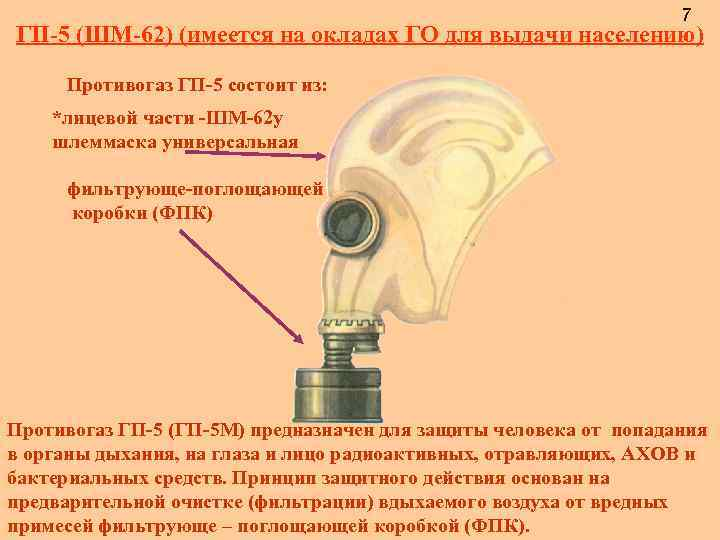 7
ГП-5 (ШМ-62) (имеется на окладах ГО для выдачи населению)
Противогаз ГП-5 состоит из:
*лицевой части -ШМ-62у
шлеммаска универсальная
фильтрующе-поглощающей
коробки (ФПК)
Противогаз ГП-5 (ГП-5М) предназначен для защиты человека от попадания
в органы дыхания, на глаза и лицо радиоактивных, отравляющих, АХОВ и
бактериальных средств. Принцип защитного действия основан на
предварительной очистке (фильтрации) вдыхаемого воздуха от вредных
примесей фильтрующе – поглощающей коробкой (ФПК).